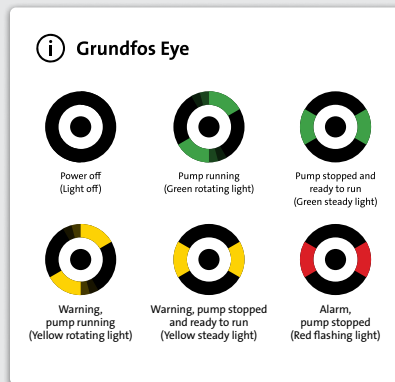 i Grundfos Eye
Power off
(Light off)
Pump running
(Green rotating light)
Pump stopped and
ready to run
(Green steady light)
Warning,
pump running
(Yellow rotating light)
Warning, pump stopped
and ready to run
(Yellow steady light)
Alarm,
pump stopped
(Red flashing light)